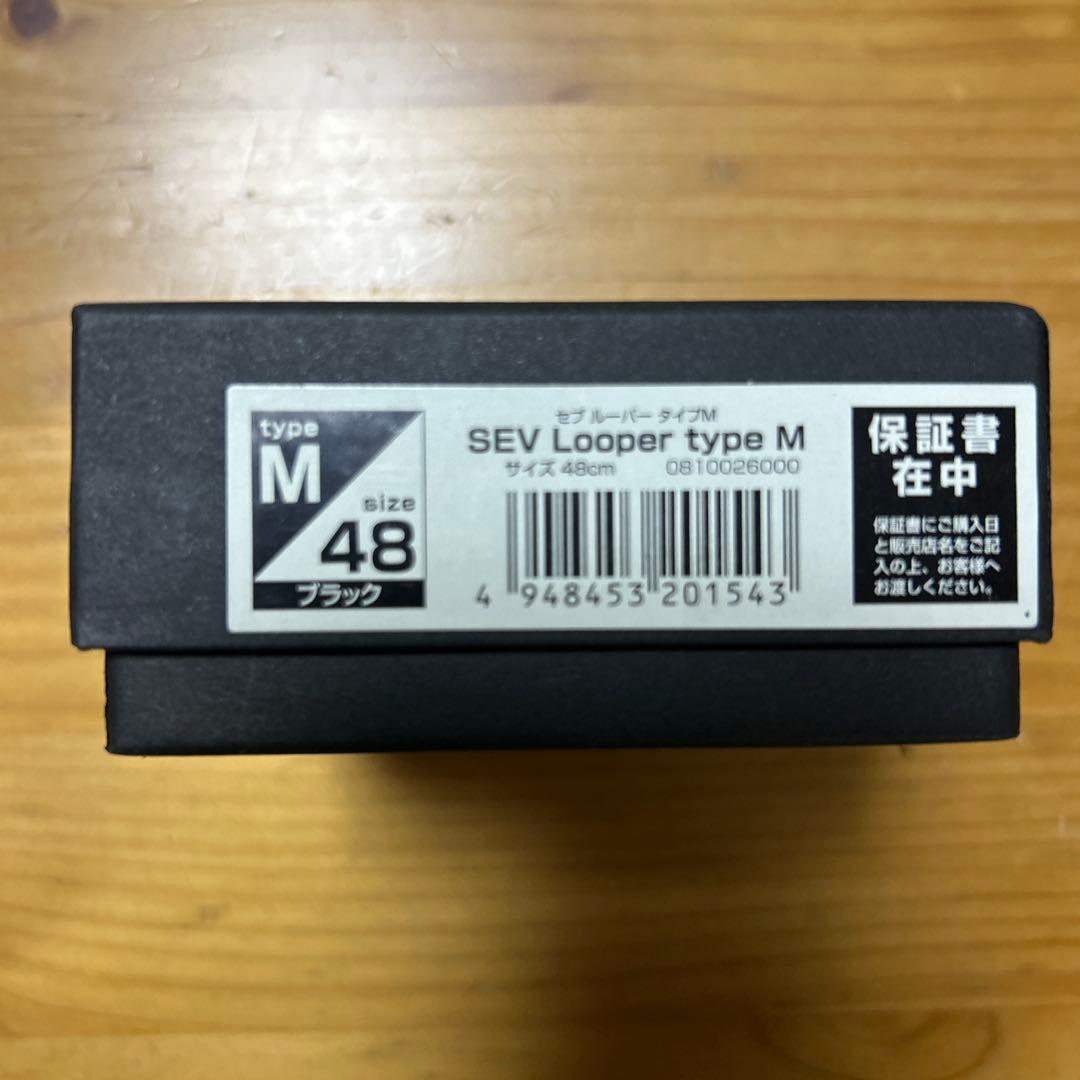 type
M
size
48
ブラック
セブ ルーパー タイプM
SEV Looper type M
サイズ 48cm 0810026000
4 948453 201543
保証書
在中
保証書にご購入日
と販売店名をご記
入の上、お客様へ
お渡しください。